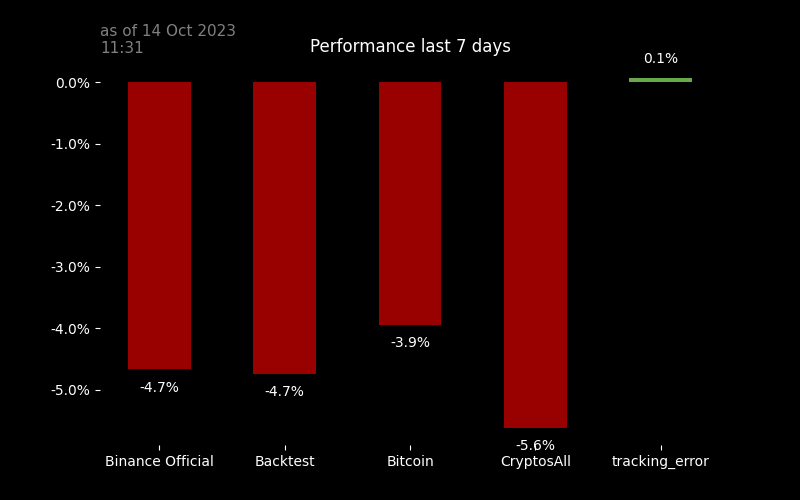 as of 14 Oct 2023
11:31
Performance last 7 days
0.1%
0.0%
-1.0%
-2.0%
-3.0%
-4.0%
-5.0%
-4.7%
-4.7%
-3.9%
-5.6%
Binance Official
Backtest
Bitcoin
CryptosAll
tracking_error